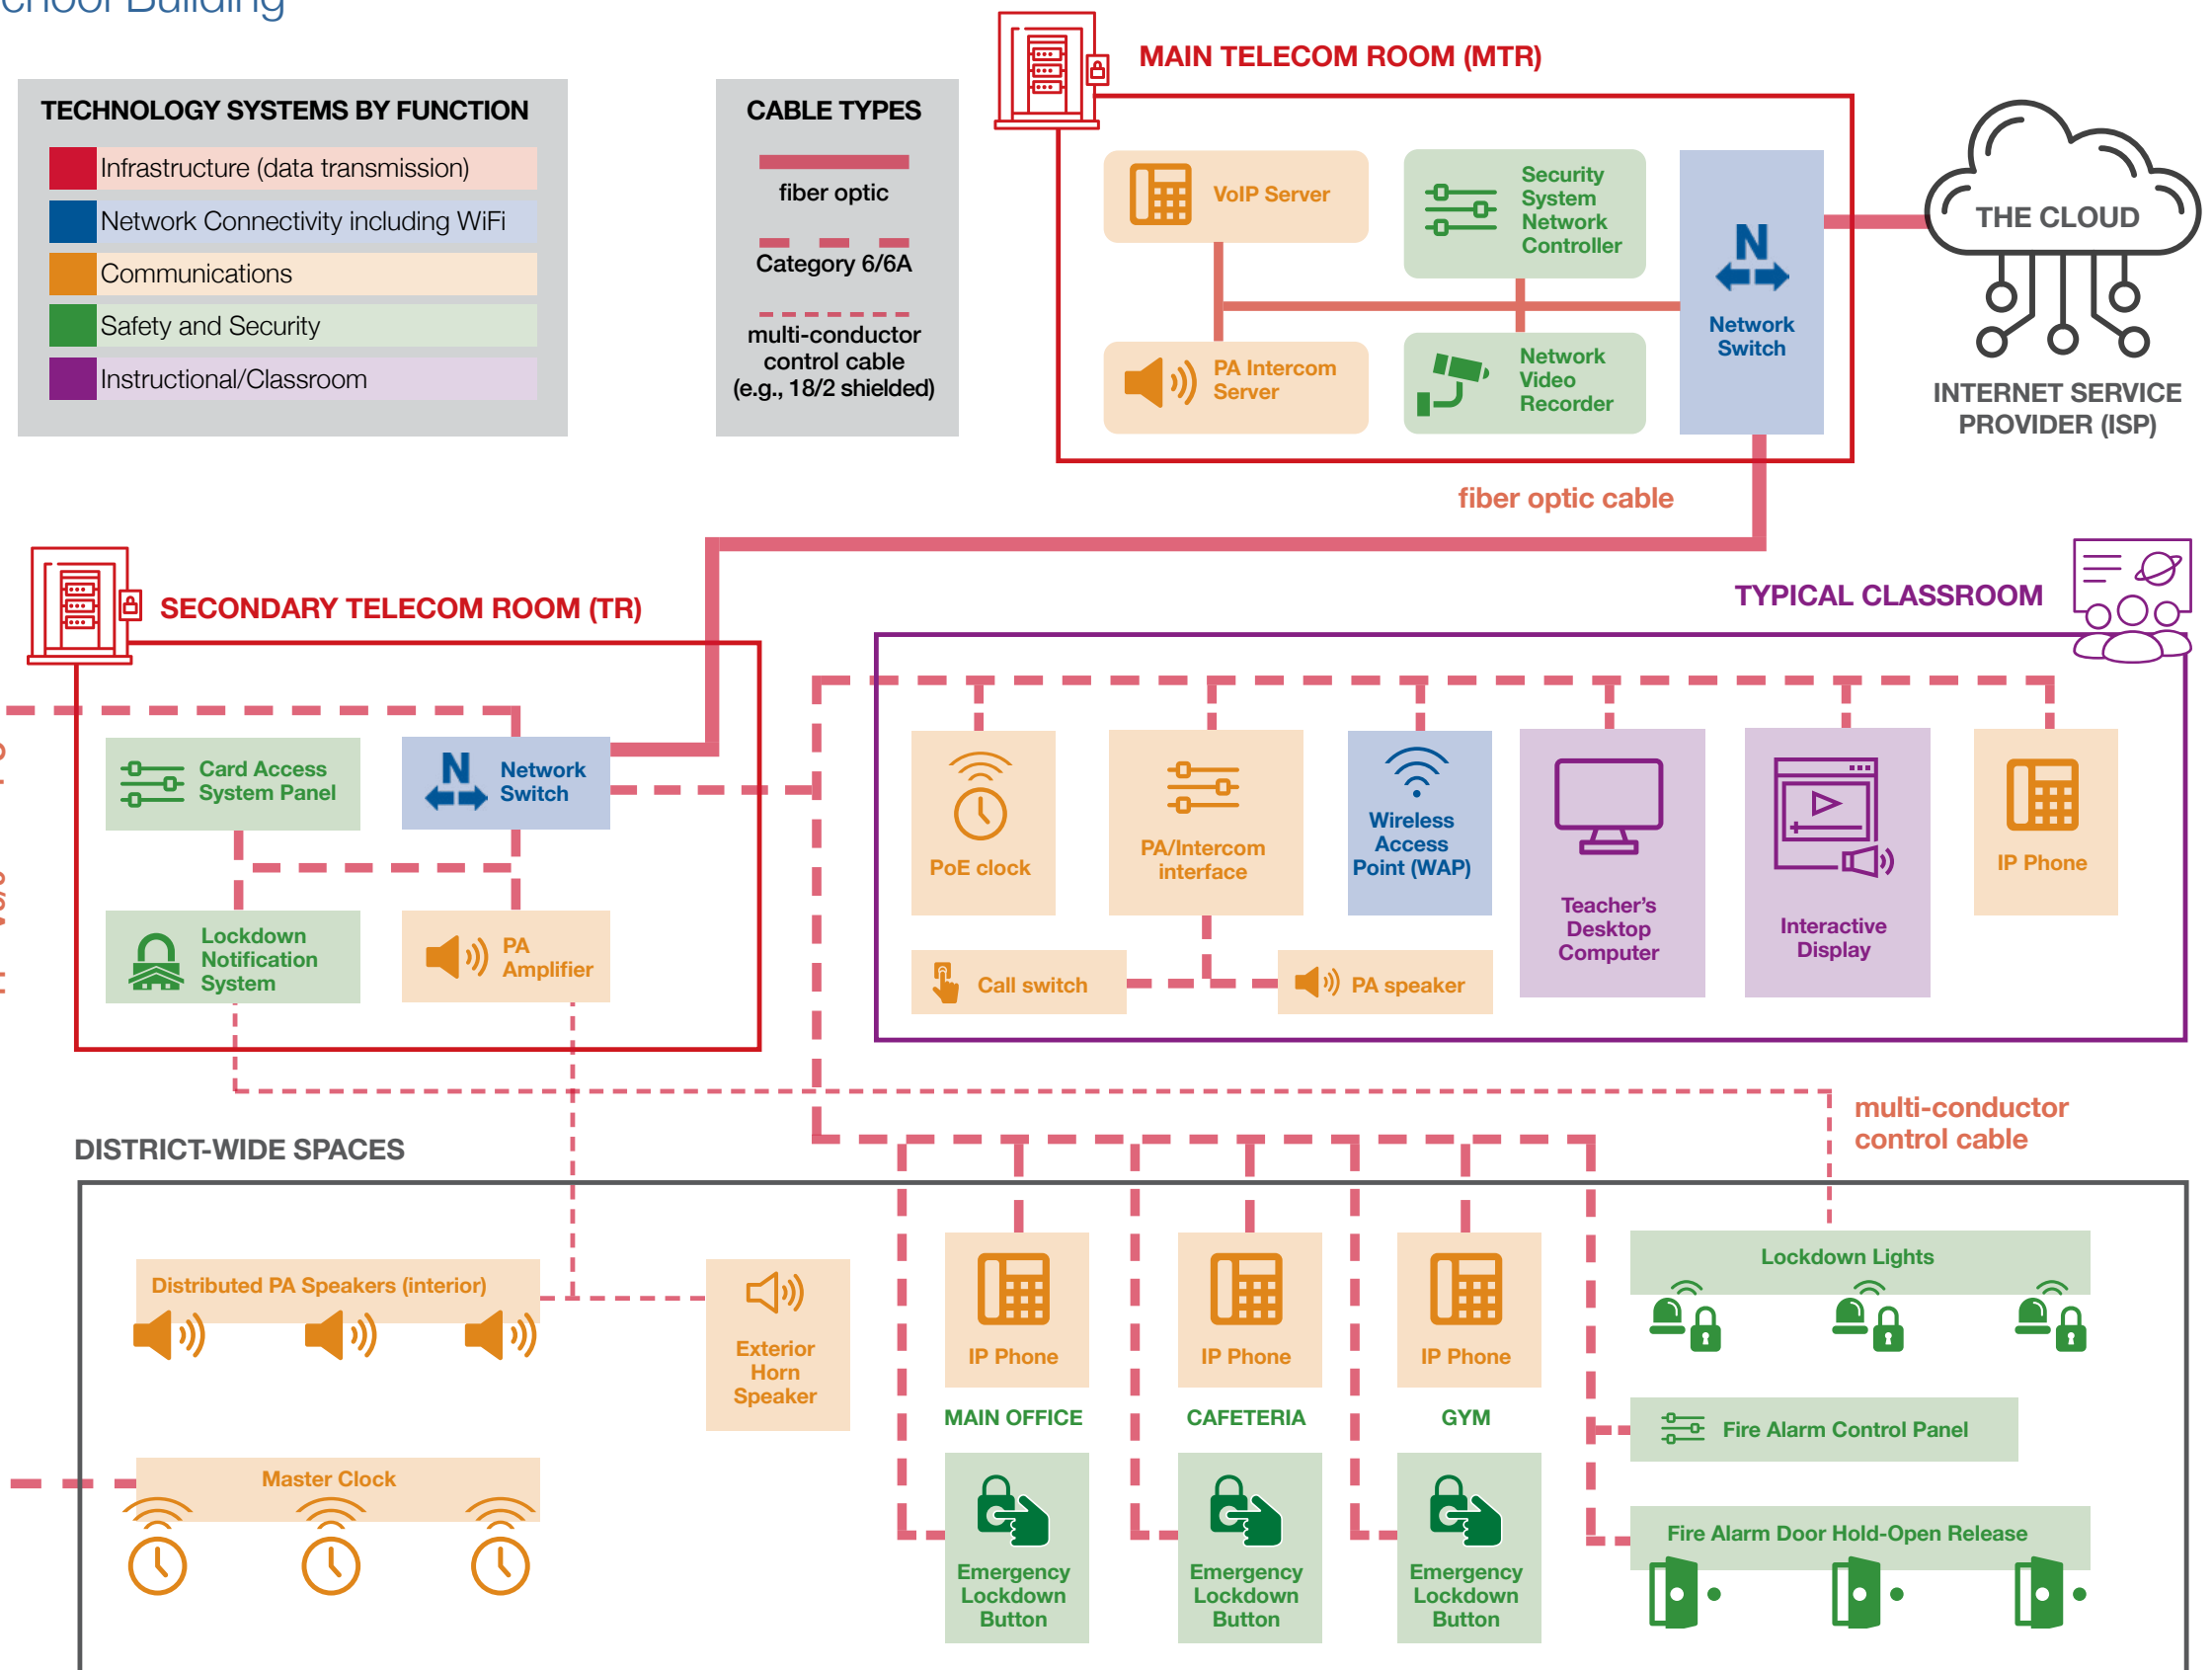 chool Building
TECHNOLOGY SYSTEMS BY FUNCTION
Infrastructure (data transmission)
Network Connectivity including WiFi
Communications
Safety and Security
Instructional/Classroom
CABLE TYPES
fiber optic
Category 6/6A
multi-conductor
control cable
(e.g., 18/2 shielded)
MAIN TELECOM ROOM (MTR)
VoIP Server
Security
System
Network
Controller
PA Intercom
Server
Network
Video
Recorder
N
Network
Switch
THE CLOUD
INTERNET SERVICE
PROVIDER (ISP)
fiber optic cable
SECONDARY TELECOM ROOM (TR)
Card Access
System Panel
N
Network
Switch
Lockdown
Notification
System
PA
Amplifier
TYPICAL CLASSROOM
PoE clock
PA/Intercom
interface
Wireless
Access
Point (WAP)
Teacher’s
Desktop
Computer
Interactive
Display
IP Phone
Call switch
PA speaker
multi-conductor
control cable
DISTRICT-WIDE SPACES
Distributed PA Speakers (interior)
Exterior
Horn
Speaker
Master Clock
IP Phone
MAIN OFFICE
Emergency
Lockdown
Button
IP Phone
CAFETERIA
Emergency
Lockdown
Button
IP Phone
GYM
Emergency
Lockdown
Button
Lockdown Lights
Fire Alarm Control Panel
Fire Alarm Door Hold-Open Release